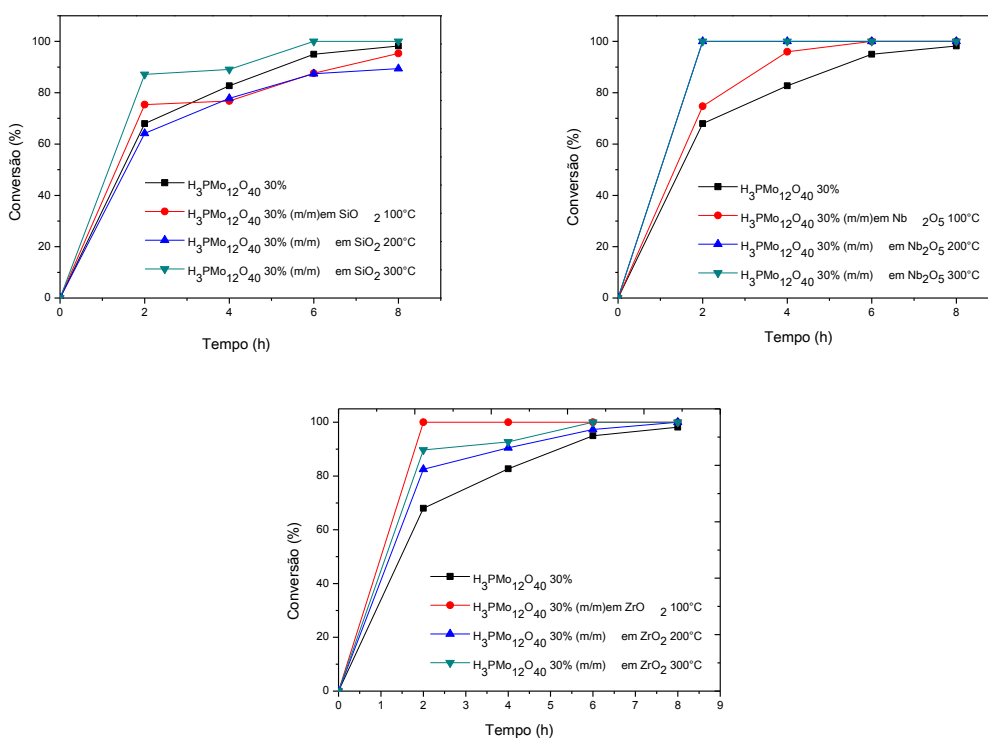 100
80
60
40
20
0
Conversão (%)
H3PMo12O40 30%
H3PMo12O40 30% (m/m)em SiO 2 100°C
H3PMo12O40 30% (m/m) em SiO2 200°C
H3PMo12O40 30% (m/m) em SiO2 300°C
0 2 4 6 8
Tempo (h)
100
80
60
40
20
0
Conversão (%)
H3PMo12O40 30%
H3PMo12O40 30% (m/m)em Nb 2O5 100°C
H3PMo12O40 30% (m/m) em Nb2O5 200°C
H3PMo12O40 30% (m/m) em Nb2O5 300°C
0 2 4 6 8
Tempo (h)
100
80
60
40
20
0
Conversão (%)
H3PMo12O40 30%
H3PMo12O40 30% (m/m)em ZrO 2 100°C
H3PMo12O40 30% (m/m) em ZrO2 200°C
H3PMo12O40 30% (m/m) em ZrO2 300°C
0 1 2 3 4 5 6 7 8 9
Tempo (h)